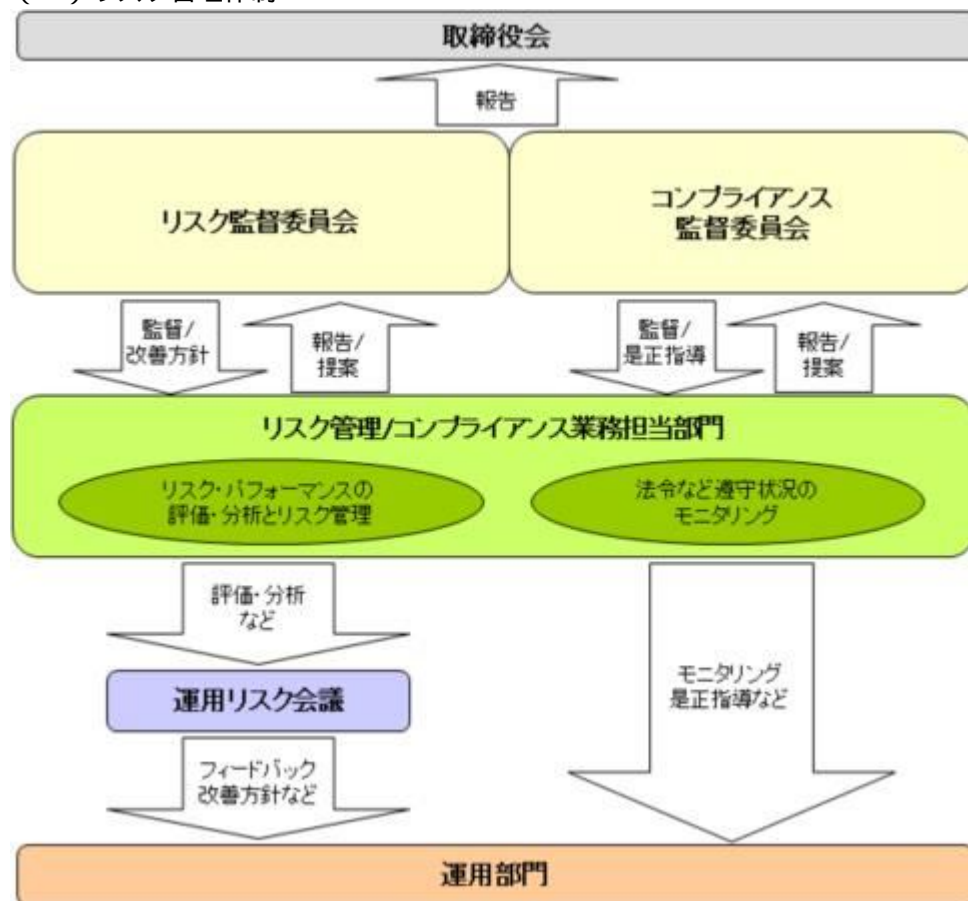 取締役会
報告
リスク監督委員会
コンプライアンス
監督委員会
監督/
改善方針
報告/
提案
監督/
是正指導
報告/
提案
リスク管理/コンプライアンス業務担当部門
リスク・パフォーマンスの
評価・分析とリスク管理
法令など遵守状況の
モニタリング
評価・分析
など
運用リスク会議
モニタリング
是正指導など
フィードバック
改善方針など
運用部門